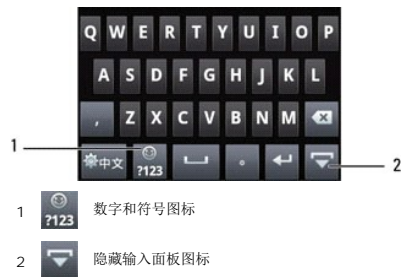 Q W E R T Y U I O P
A S D F G H J K L
, Z X C V B N M
1
中文 ?123 。
2
1 ?123 数字和符号图标
2 隐藏输入面板图标